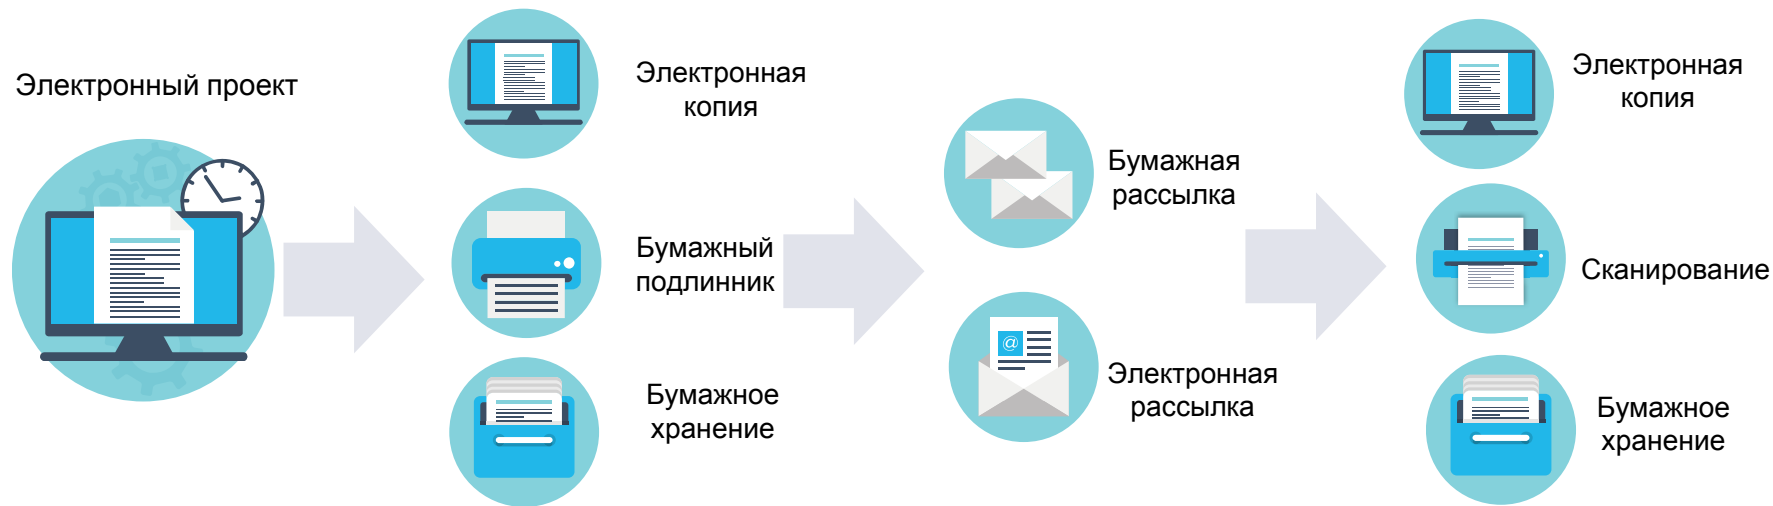 Электронный проект
Электронная
копия
Бумажный
подлинник
Бумажное
хранение
Бумажная
рассылка
@
Электронная
рассылка
Электронная
копия
Сканирование
Бумажное
хранение